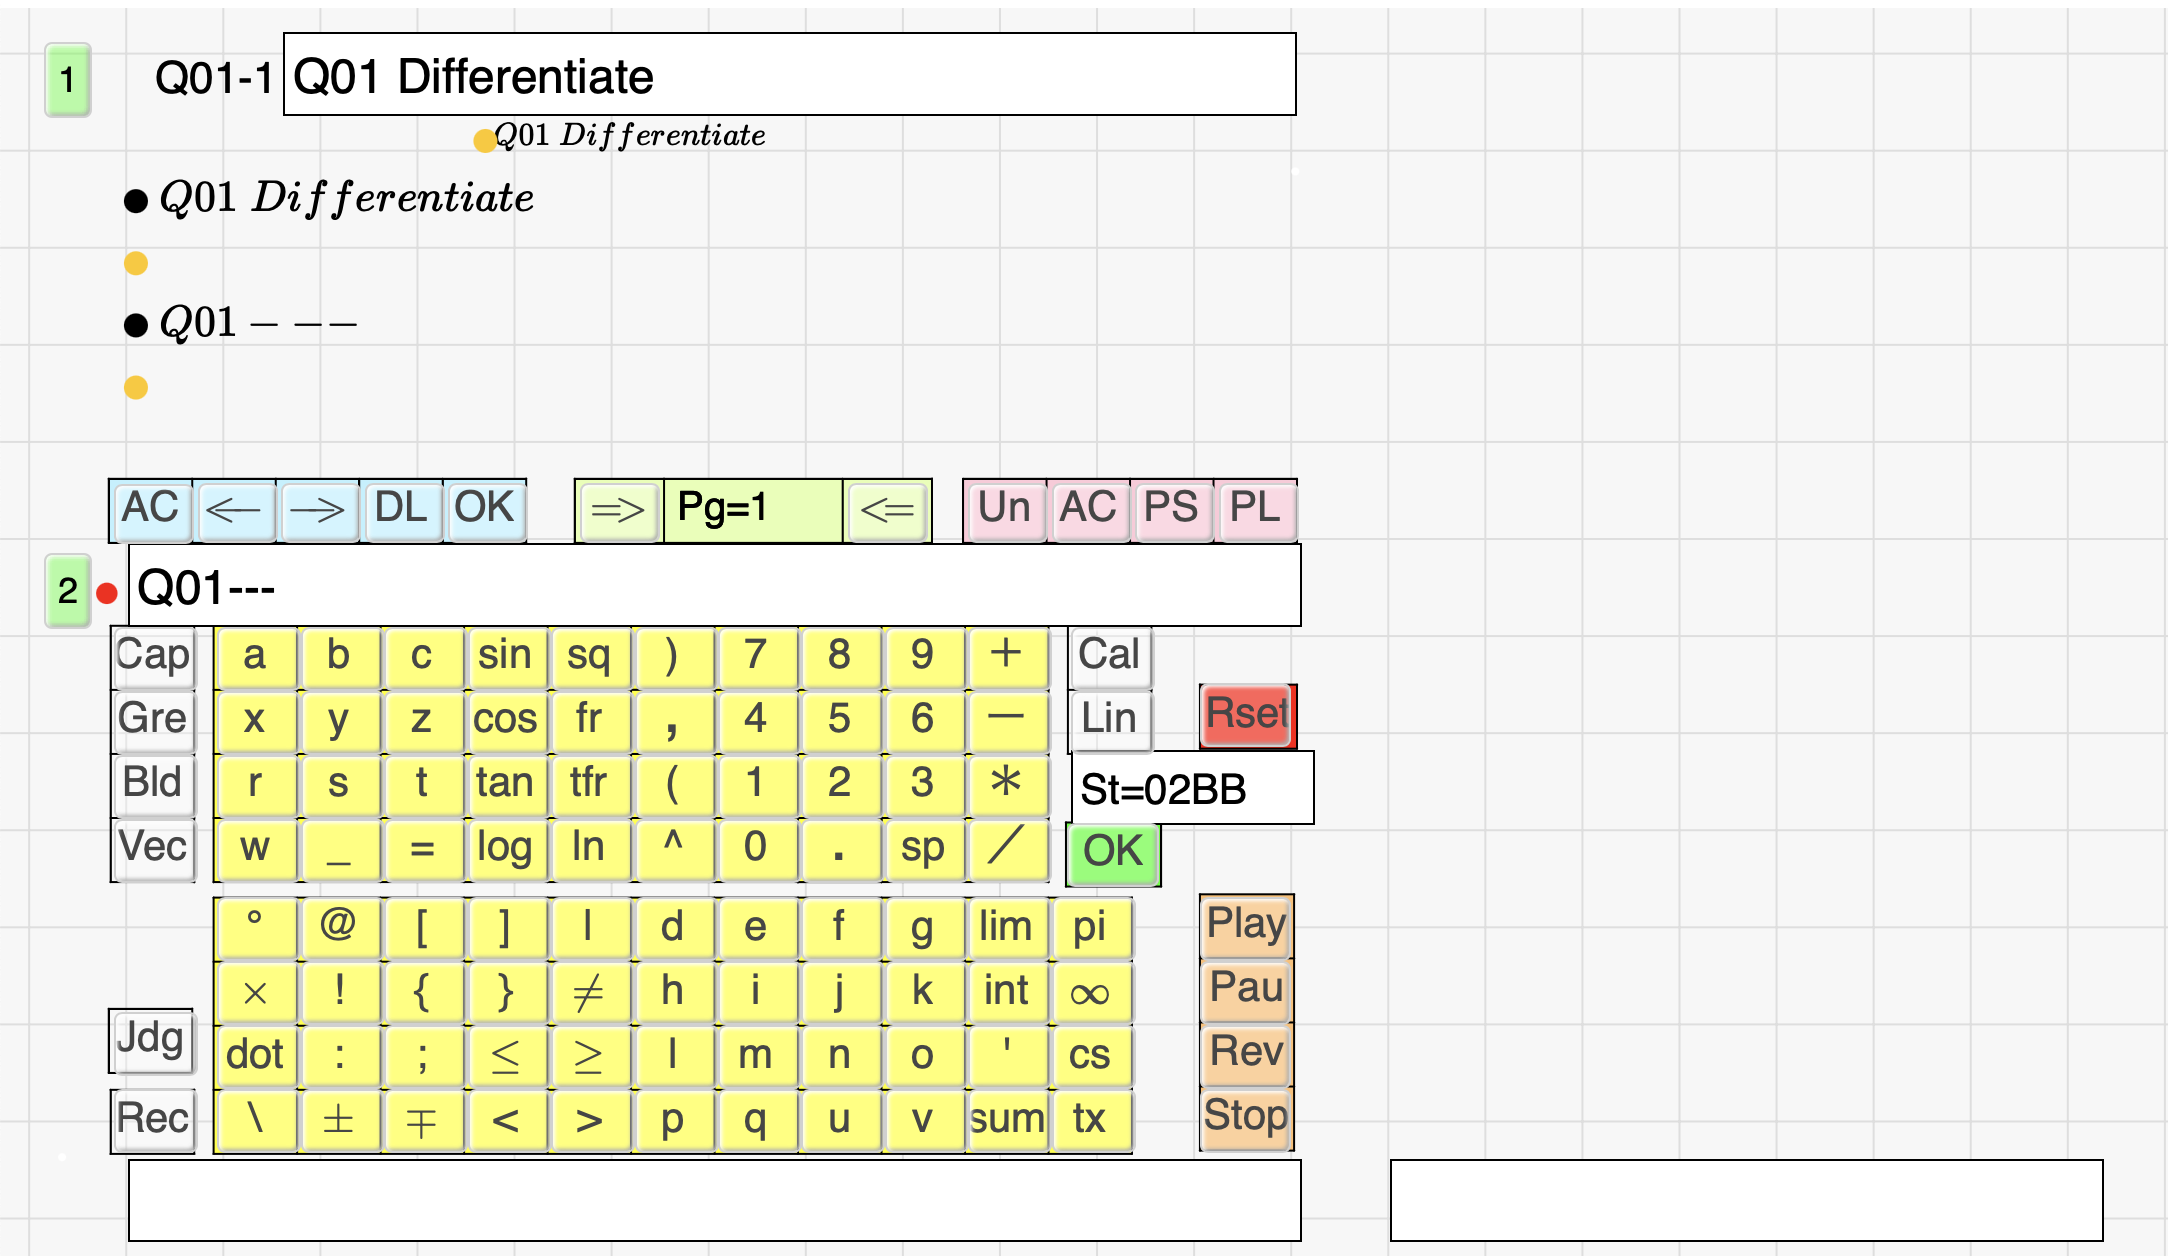 1 Q01-1 Q01 Differentiate
Q01 Differentiate
Q01 Differentiate
Q01 − −−
AC <— —> DL OK => Pg=1 <= Un AC PS PL
2 Q01---
Cap a b c sin sq ) 7 8 9 + Cal
Gre x y z cos fr , 4 5 6 — Lin Rset
Bld r s t tan tfr ( 1 2 3 * St=02BB
Vec w _ = log ln ^ 0 . sp / OK
° @ [ ] l d e f g lim pi Play
× ! { } ≠ h i j k int ∞ Pau
Jdg dot : ; ≤ ≥ l m n o ' cs Rev
Rec \ ± ∓ < > p q u v sum tx Stop